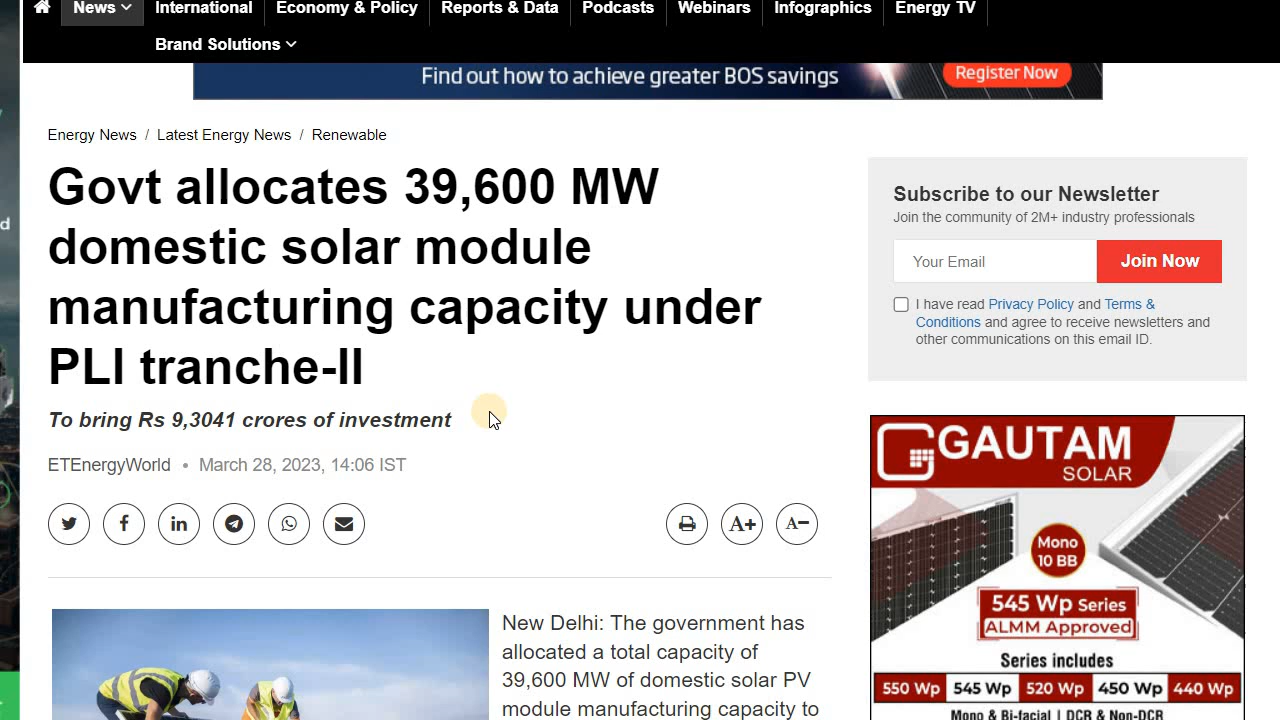 News
International
Economy & Policy
Reports & Data
Podcasts
Webinars
Infographics
Energy TV
Brand Solutions
Find out how to achieve greater BOS savings
Register Now
Energy News / Latest Energy News / Renewable
Govt allocates 39,600 MW
domestic solar module
manufacturing capacity under
PLI tranche-II
To bring Rs 9,3041 crores of investment
ETEnergyWorld • March 28, 2023, 14:06 IST
A+
A-
New Delhi: The government has
allocated a total capacity of
39,600 MW of domestic solar PV
module manufacturing capacity to
Subscribe to our Newsletter
Join the community of 2M+ industry professionals
Your Email
Join Now
I have read Privacy Policy and Terms &
Conditions and agree to receive newsletters and
other communications on this email ID.
GAUTAM
SOLAR
Mono
10 BB
545 Wp Series
ALMM Approved
Series includes
550 Wp 545 Wp 520 Wp 450 Wp 440 Wp
Mono & Bi-facial | DCR & Non-DCR